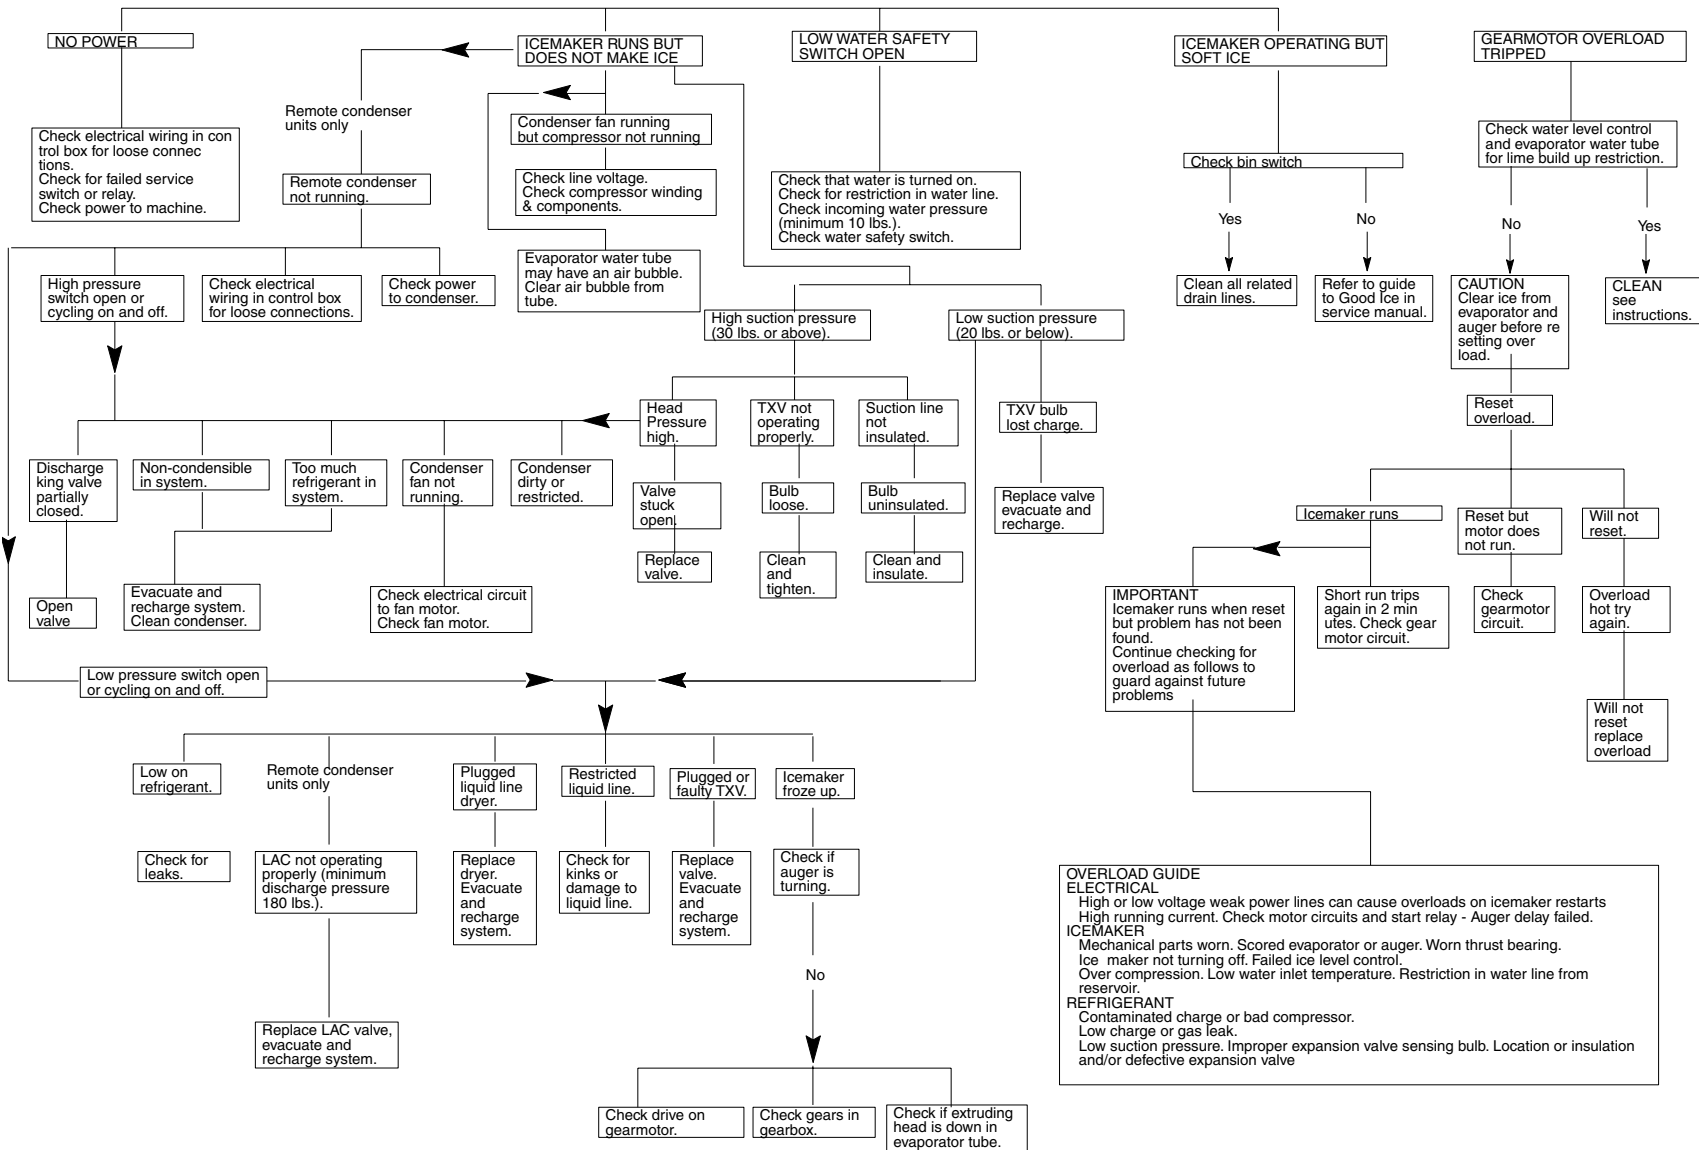 NO POWER
ICEMAKER RUNS BUT
DOES NOT MAKE ICE
LOW WATER SAFETY
SWITCH OPEN
ICEMAKER OPERATING BUT
SOFT ICE
GEARMOTOR OVERLOAD
TRIPPED
Check electrical wiring in con
trol box for loose connec
tions.
Check for failed service
switch or relay.
Check power to machine.
Remote condenser
units only
Remote condenser
not running.
Condenser fan running
but compressor not running
Check line voltage.
Check compressor winding
& components.
Evaporator water tube
may have an air bubble.
Clear air bubble from
tube.
Check that water is turned on.
Check for restriction in water line.
Check incoming water pressure
(minimum 10 lbs.).
Check water safety switch.
Check bin switch
Yes
No
Clean all related
drain lines.
Refer to guide
to Good Ice in
service manual.
Check water level control
and evaporator water tube
for lime build up restriction.
No
Yes
CAUTION
Clear ice from
evaporator and
auger before re
setting over
load.
CLEAN
see
instructions.
High pressure
switch open or
cycling on and off.
Check electrical
wiring in control box
for loose connections.
Check power
to condenser.
High suction pressure
(30 lbs. or above).
Low suction pressure
(20 lbs. or below).
Head
Pressure
high.
TXV not
operating
properly.
Suction line
not
insulated.
TXV bulb
lost charge.
Reset
overload.
Discharge
king valve
partially
closed.
Non-condensible
in system.
Too much
refrigerant in
system.
Condenser
fan not
running.
Condenser
dirty or
restricted.
Valve
stuck
open.
Bulb
loose.
Bulb
uninsulated.
Replace valve
evacuate and
recharge.
Replace
valve.
Clean
and
tighten.
Clean and
insulate.
Icemaker runs
Reset but
motor does
not run.
Will not
reset.
Open
valve
Evacuate and
recharge system.
Clean condenser.
Check electrical circuit
to fan motor.
Check fan motor.
IMPORTANT
Icemaker runs when reset
but problem has not been
found.
Continue checking for
overload as follows to
guard against future
problems
Short run trips
again in 2 min
utes. Check gear
motor circuit.
Check
gearmotor
circuit.
Overload
hot try
again.
Will not
reset
replace
overload
Low pressure switch open
or cycling on and off.
Low on
refrigerant.
Remote condenser
units only
Plugged
liquid line
dryer.
Restricted
liquid line.
Plugged or
faulty TXV.
Icemaker
froze up.
Check for
leaks.
LAC not operating
properly (minimum
discharge pressure
180 lbs.).
Replace
dryer.
Evacuate
and
recharge
system.
Check for
kinks or
damage to
liquid line.
Replace
valve.
Evacuate
and
recharge
system.
Check if
auger is
turning.
No
Replace LAC valve,
evacuate and
recharge system.
Check drive on
gearmotor.
Check gears in
gearbox.
Check if extruding
head is down in
evaporator tube.
OVERLOAD GUIDE
ELECTRICAL
High or low voltage weak power lines can cause overloads on icemaker restarts
High running current. Check motor circuits and start relay - Auger delay failed.
ICEMAKER
Mechanical parts worn. Scored evaporator or auger. Worn thrust bearing.
Ice maker not turning off. Failed ice level control.
Over compression. Low water inlet temperature. Restriction in water line from
reservoir.
REFRIGERANT
Contaminated charge or bad compressor.
Low charge or gas leak.
Low suction pressure. Improper expansion valve sensing bulb. Location or insulation
and/or defective expansion valve